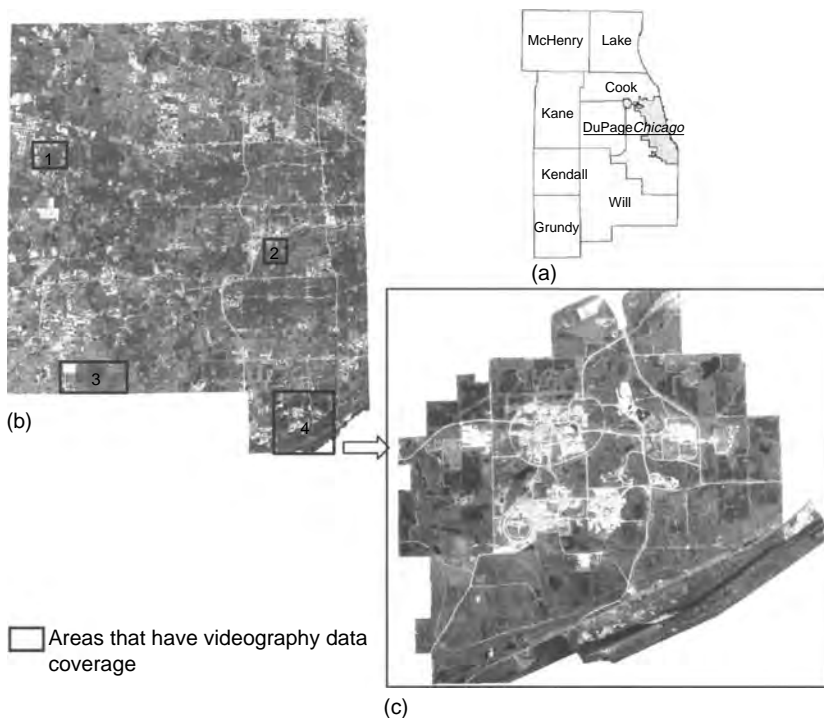 McHenry
Lake
Cook
Kane
DuPage Chicago
Kendall
Will
Grundy
(a)
1
2
3
4
(b)
Areas that have videography data
coverage
(c)